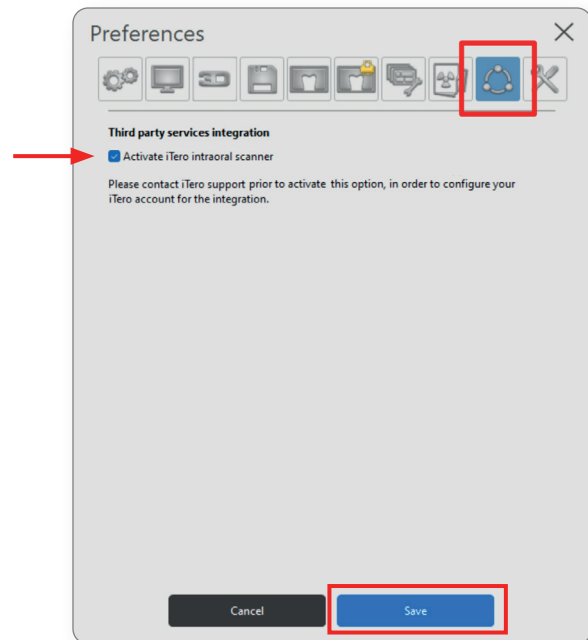 Preferences
3D
Third party services integration
Activate iTero intraoral scanner
Please contact iTero support prior to activate this option, in order to configure your
iTero account for the integration.
Cancel
Save